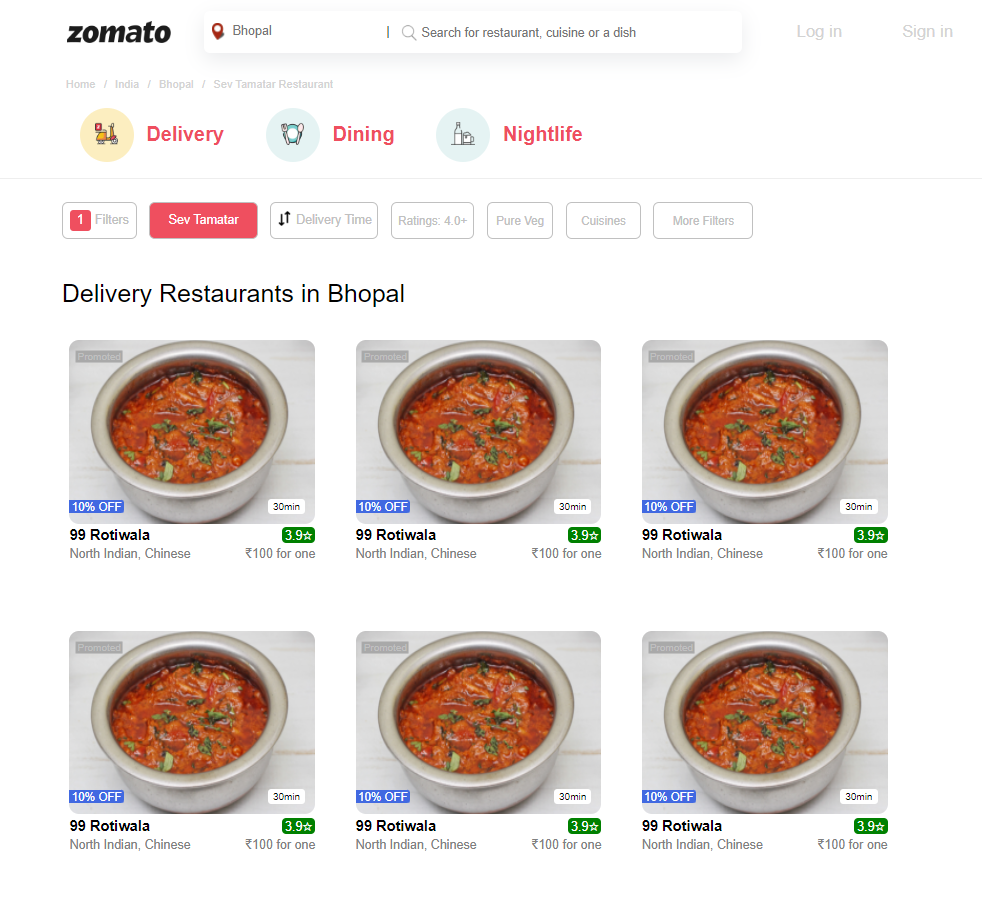 zomato Bhopal | Search for restaurant, cuisine or a dish Log in Sign in
Home / India / Bhopal / Sev Tamatar Restaurant
Delivery Dining Nightlife
1 Filters Sev Tamatar Delivery Time Ratings: 4.0+ Pure Veg Cuisines More Filters
Delivery Restaurants in Bhopal
Promoted Promoted Promoted
10% OFF 30min 10% OFF 30min 10% OFF 30min
99 Rotiwala 3.9☆ 99 Rotiwala 3.9☆ 99 Rotiwala 3.9☆
North Indian, Chinese ₹100 for one North Indian, Chinese ₹100 for one North Indian, Chinese ₹100 for one
Promoted Promoted Promoted
10% OFF 30min 10% OFF 30min 10% OFF 30min
99 Rotiwala 3.9☆ 99 Rotiwala 3.9☆ 99 Rotiwala 3.9☆
North Indian, Chinese ₹100 for one North Indian, Chinese ₹100 for one North Indian, Chinese ₹100 for one